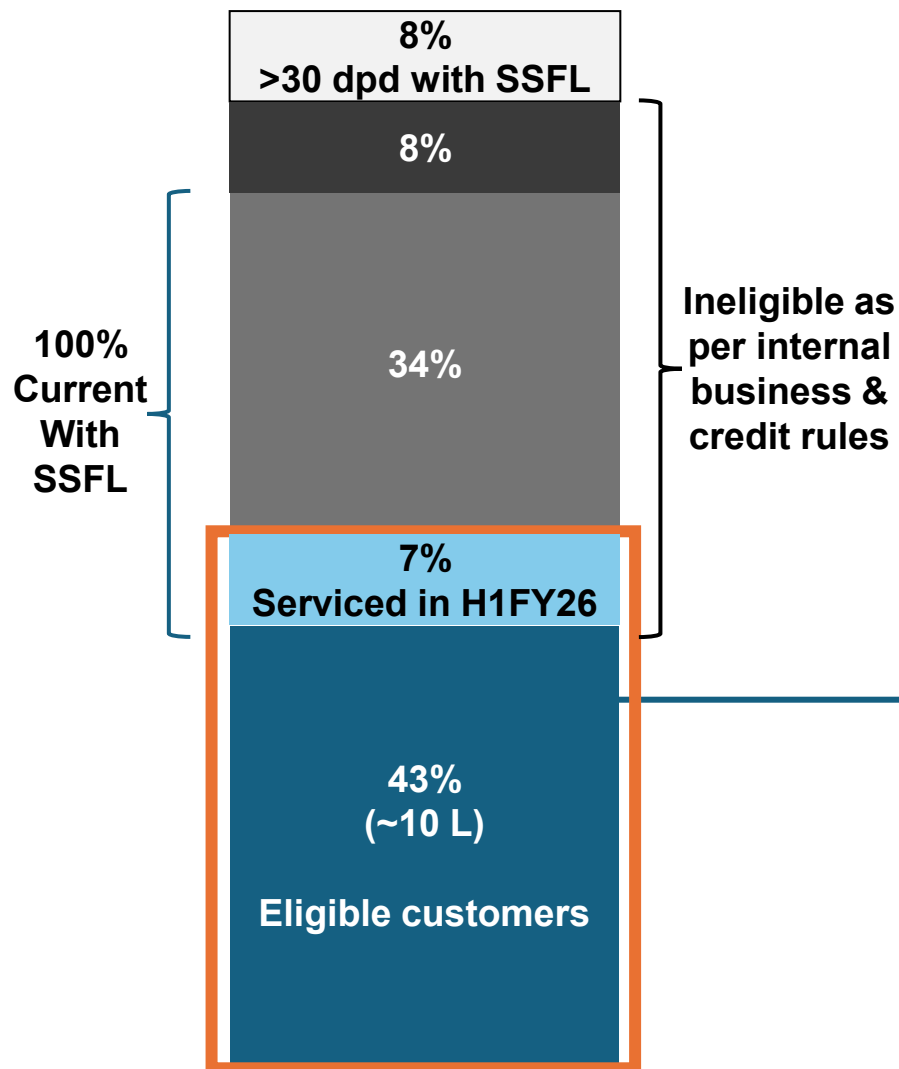 8%
>30 dpd with SSFL
8%
34%
100%
Current
With
SSFL
Ineligible as
per internal
business &
credit rules
7%
Serviced in H1FY26
43%
(~10 L)
Eligible customers